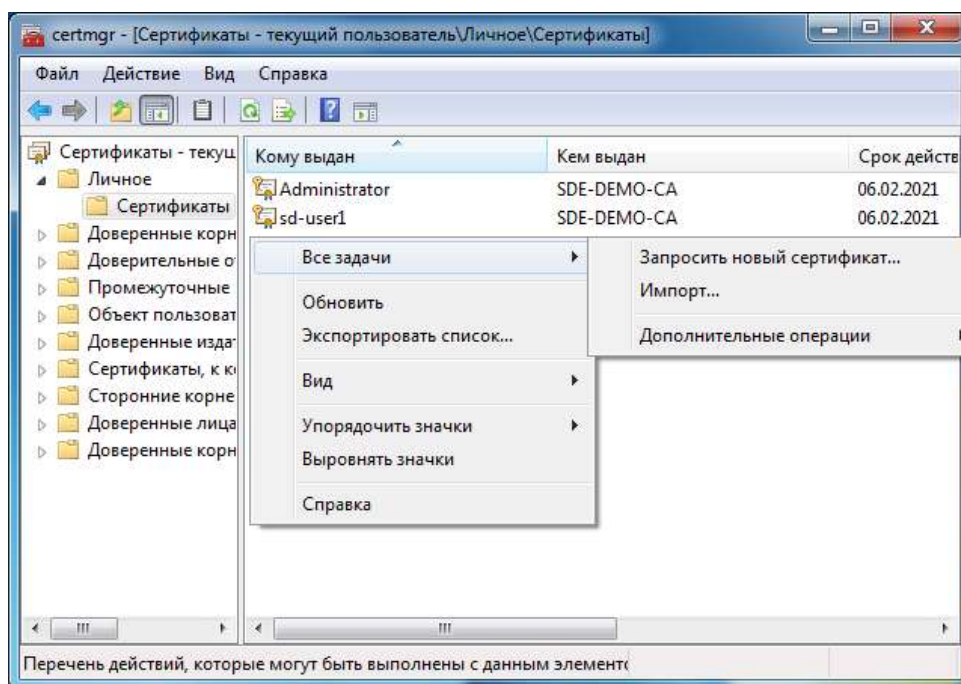 certmgr - [Сертификаты - текущий пользователь\Личное\Сертификаты]
Файл Действие Вид Справка
Сертификаты - текущ
Личное
Сертификаты
Доверенные корн
Доверительные о
Промежуточные
Объект пользоват
Доверенные изда
Сертификаты, к к
Сторонние корне
Доверенные лица
Доверенные корн
Кому выдан Кем выдан Срок действ
Administrator SDE-DEMO-CA 06.02.2021
sd-user1 SDE-DEMO-CA 06.02.2021
Все задачи
Обновить
Экспортировать список...
Вид
Упорядочить значки
Выровнять значки
Справка
Запросить новый сертификат...
Импорт...
Дополнительные операции
Перечень действий, которые могут быть выполнены с данным элементо